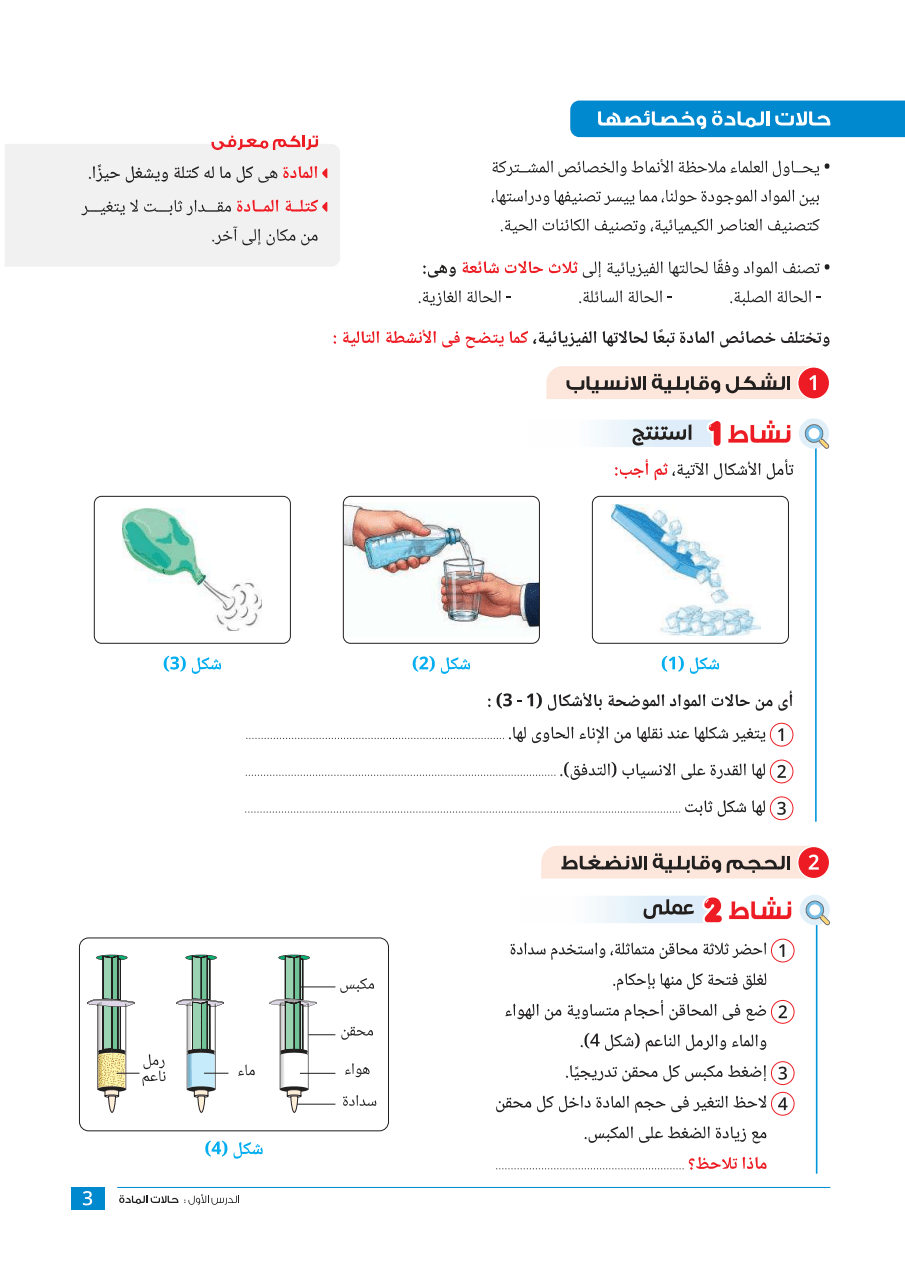 حالات المادة وخصائصها
• يحــاول العلماء ملاحظة الأنماط والخصائص المشــتركة
بين المواد الموجودة حولنا، مما ييسر تصنيفها ودراستها،
كتصنيف العناصر الكيميائية، وتصنيف الكائنات الحية.
تراكم معرفى
المادة هى كل ما له كتلة ويشغل حيزًا.
كتلــة المــادة مقــدار ثابــت لا يتغيــر
من مكان إلى آخر.
• تصنف المواد وفقًا لحالتها الفيزيائية إلى ثلاث حالات شائعة وهى:
- الحالة الصلبة. - الحالة السائلة. - الحالة الغازية.
وتختلف خصائص المادة تبعًا لحالاتها الفيزيائية، كما يتضح فى الأنشطة التالية :
1 الشكل وقابلية الانسياب
نشاط 1 استنتج
تأمل الأشكال الآتية، ثم أجب:
شكل (1)
شكل (2)
شكل (3)
أى من حالات المواد الموضحة بالأشكال (1 - 3) :
1 يتغير شكلها عند نقلها من الإناء الحاوى لها.
2 لها القدرة على الانسياب (التدفق).
3 لها شكل ثابت
2 الحجم وقابلية الانضغاط
نشاط 2 عملى
1 احضر ثلاثة محاقن متماثلة، واستخدم سدادة
لغلق فتحة كل منها بإحكام.
2 ضع فى المحاقن أحجام متساوية من الهواء
والماء والرمل الناعم (شكل 4).
3 إضغط مكبس كل محقن تدريجيًا.
4 لاحظ التغير فى حجم المادة داخل كل محقن
مع زيادة الضغط على المكبس.
ماذا تلاحظ؟
مكبس
محقن
هواء
سدادة
ماء
رمل
ناعم
شكل (4)
الدرس الأول : حالات المادة
3